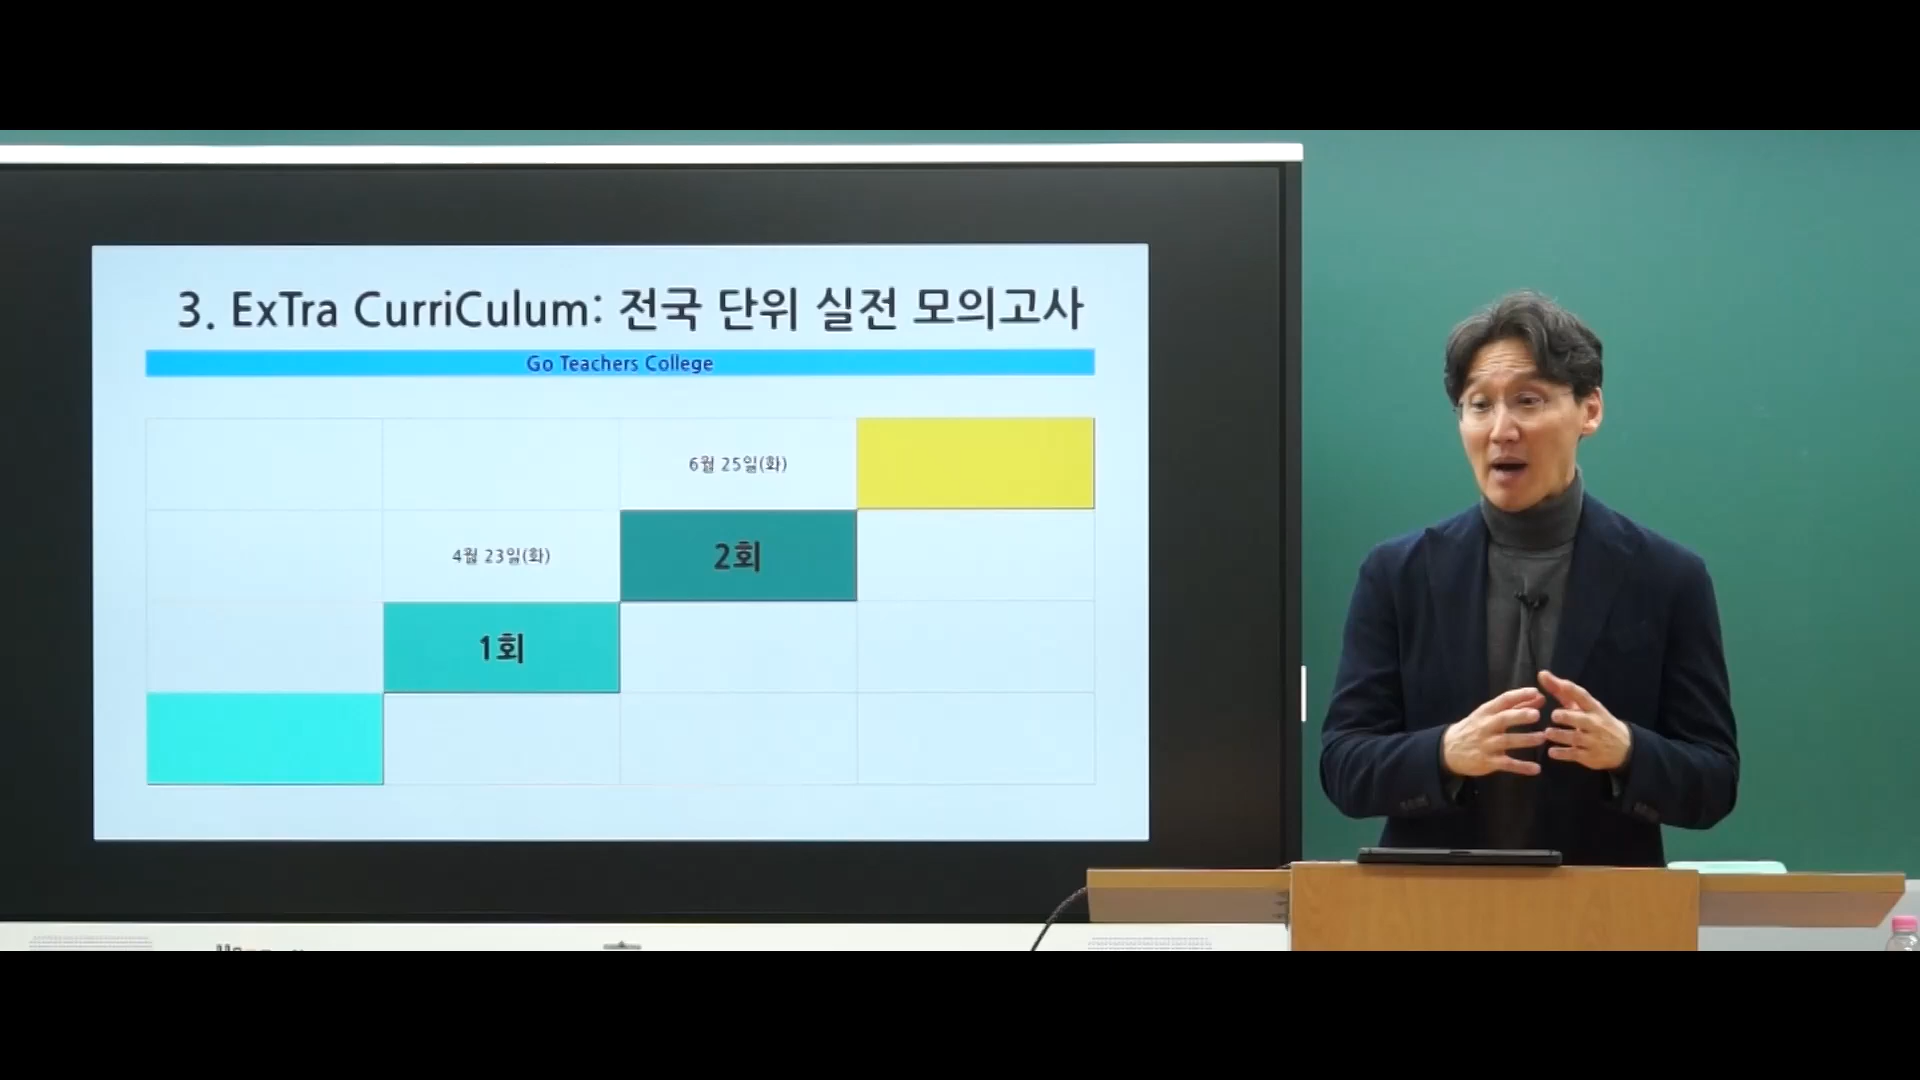 3. ExTra CurriCulum: 전국 단위 실전 모의고사
Go Teachers College
6월 25일(화)
4월 23일(화)
2회
1회